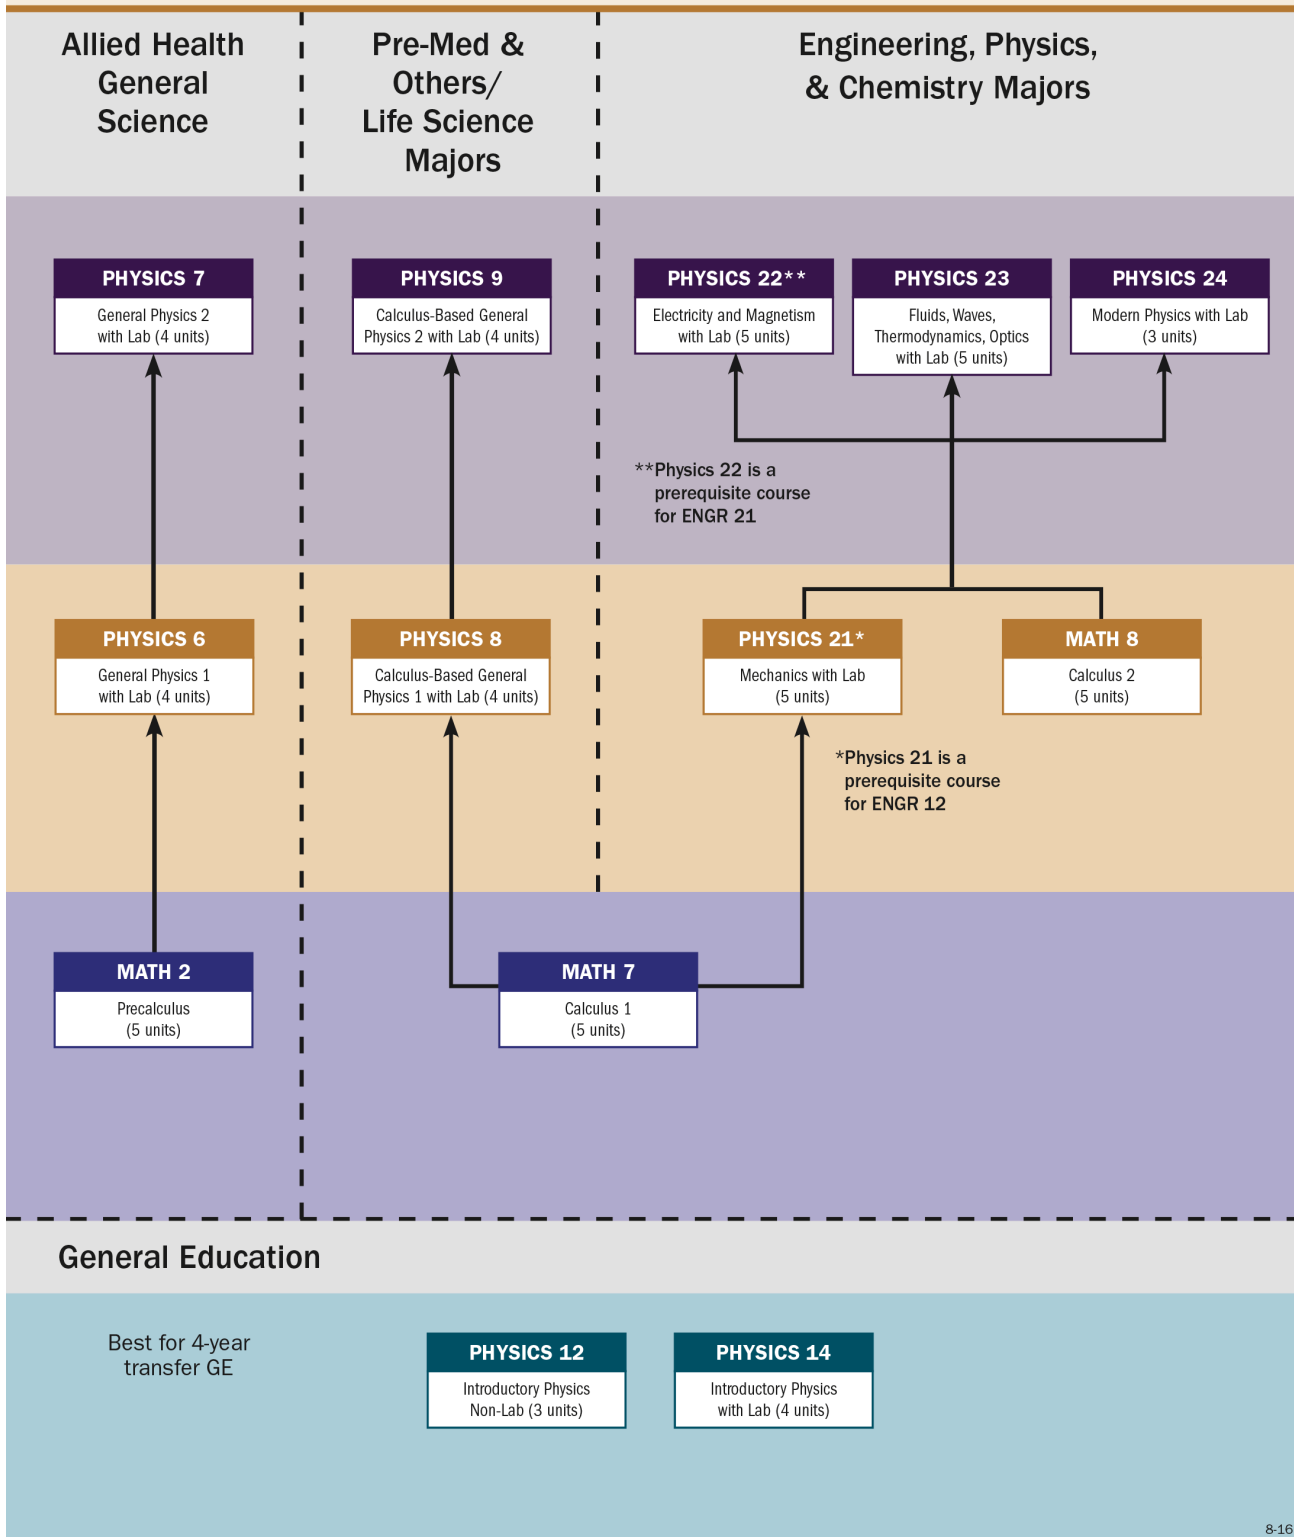 Allied Health
General
Science
Pre-Med &
Others/
Life Science
Majors
Engineering, Physics,
& Chemistry Majors
PHYSICS 7
General Physics 2
with Lab (4 units)
PHYSICS 9
Calculus-Based General
Physics 2 with Lab (4 units)
PHYSICS 22**
Electricity and Magnetism
with Lab (5 units)
PHYSICS 23
Fluids, Waves,
Thermodynamics, Optics
with Lab (5 units)
PHYSICS 24
Modern Physics with Lab
(3 units)
**Physics 22 is a
prerequisite course
for ENGR 21
PHYSICS 6
General Physics 1
with Lab (4 units)
PHYSICS 8
Calculus-Based General
Physics 1 with Lab (4 units)
PHYSICS 21*
Mechanics with Lab
(5 units)
MATH 8
Calculus 2
(5 units)
*Physics 21 is a
prerequisite course
for ENGR 12
MATH 2
Precalculus
(5 units)
MATH 7
Calculus 1
(5 units)
General Education
Best for 4-year
transfer GE
PHYSICS 12
Introductory Physics
Non-Lab (3 units)
PHYSICS 14
Introductory Physics
with Lab (4 units)
8-16